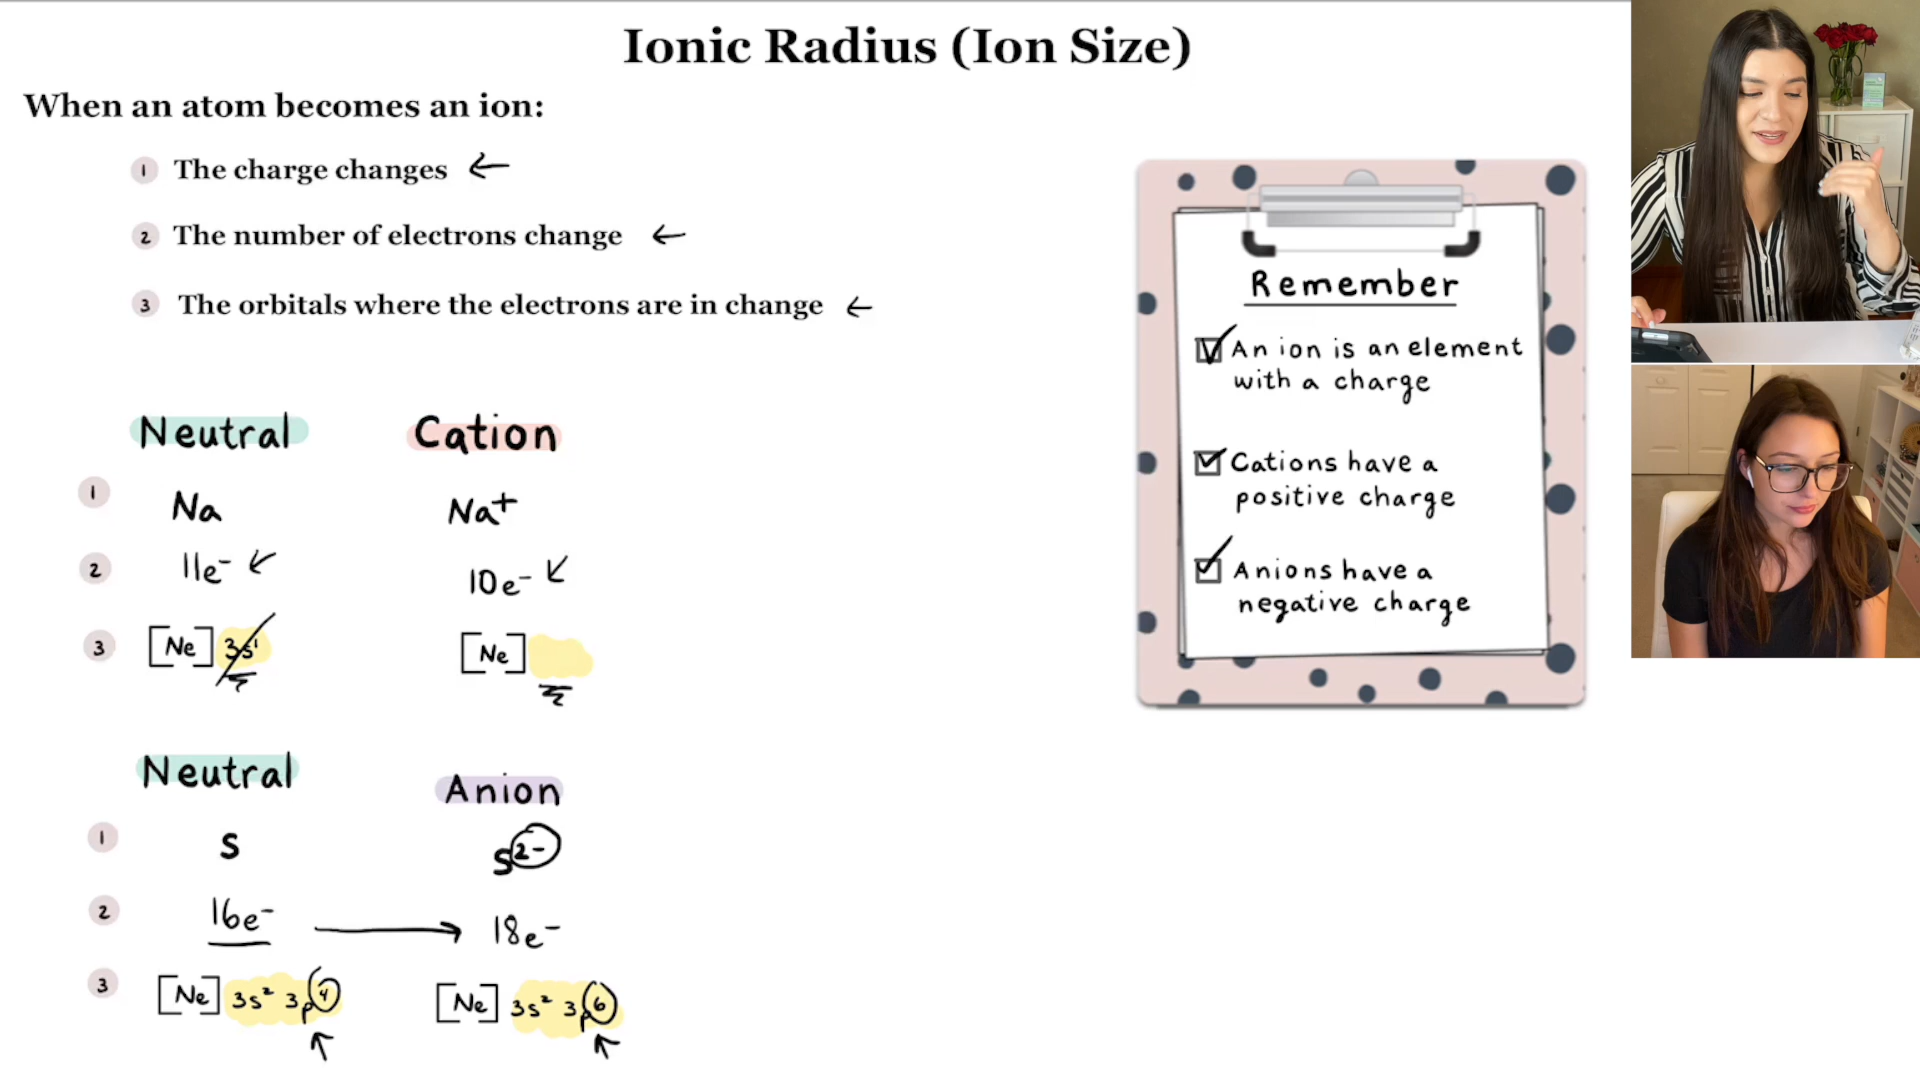 Ionic Radius (Ion Size)
When an atom becomes an ion:
1 The charge changes ←
2 The number of electrons change ←
3 The orbitals where the electrons are in change ←
Neutral Cation
1 Na Na⁺
2 11e⁻ 10e⁻
3 [Ne] 3s¹ [Ne]
Neutral Anion
1 S S²⁻
2 16e⁻ → 18e⁻
3 [Ne] 3s² 3p⁴ [Ne] 3s² 3p⁶
Remember
An ion is an element
with a charge
Cations have a
positive charge
Anions have a
negative charge